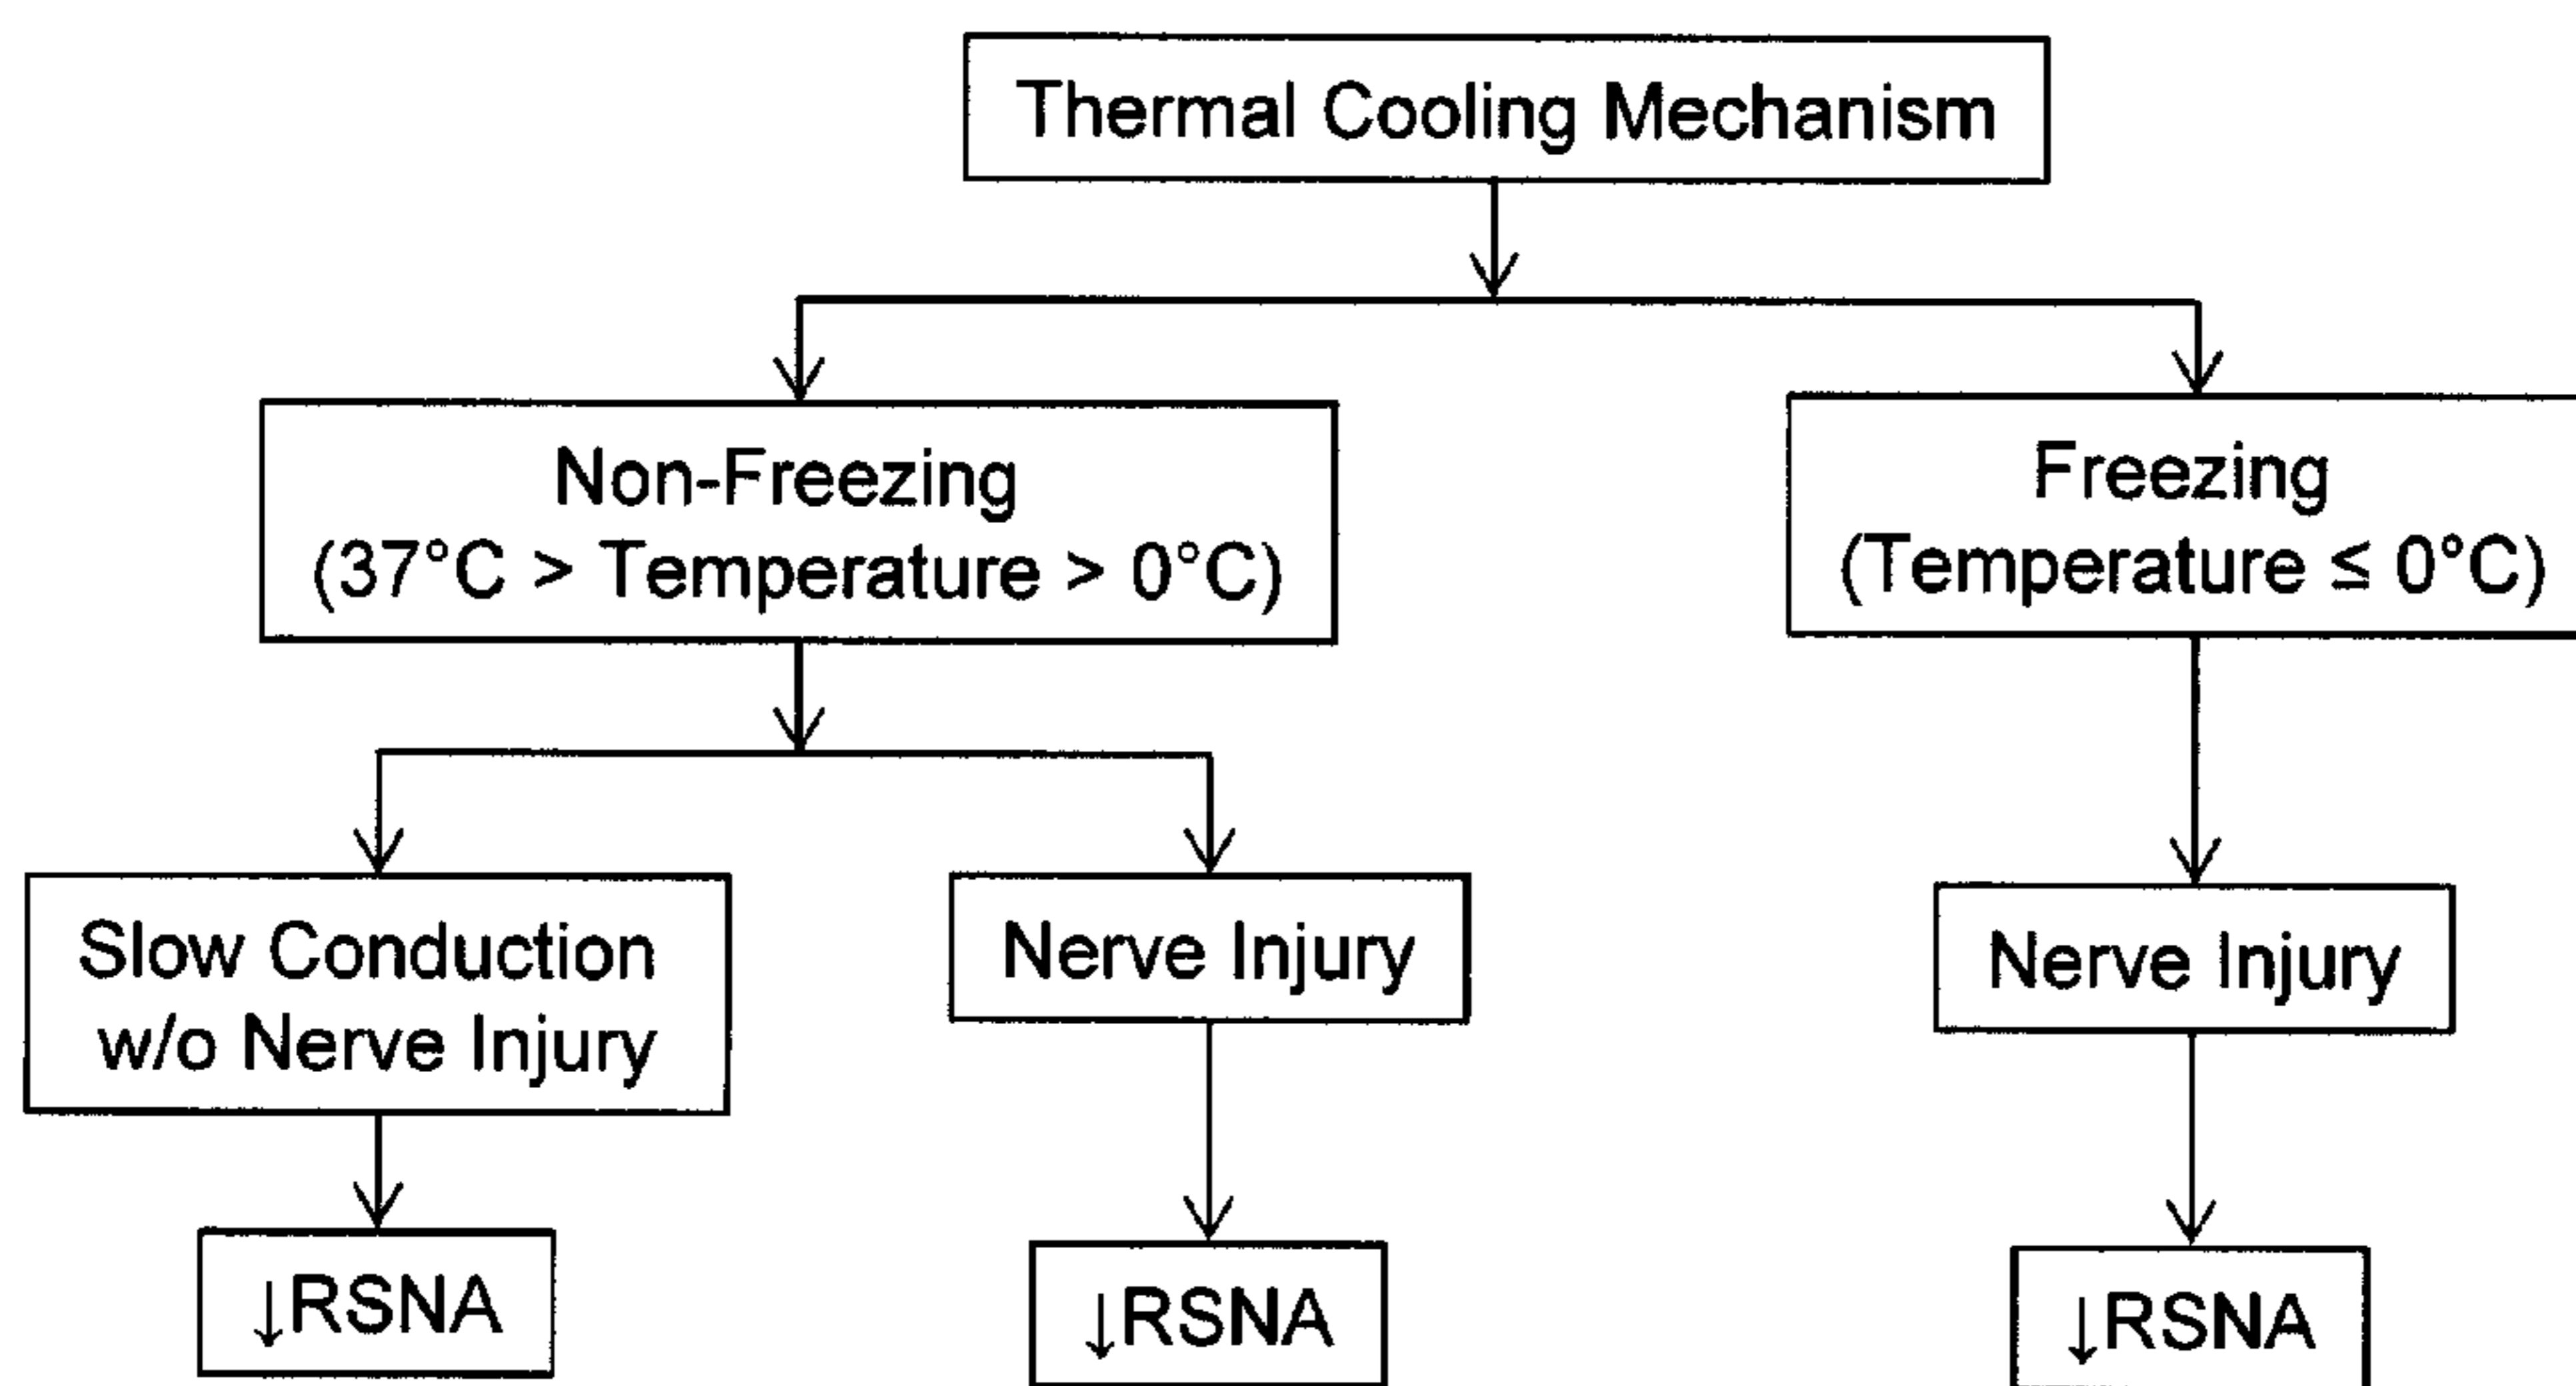 Thermal Cooling Mechanism
Non-Freezing
(37°C > Temperature > 0°C)
Freezing
(Temperature ≤ 0°C)
Slow Conduction
w/o Nerve Injury
Nerve Injury
Nerve Injury
↓RSNA
↓RSNA
↓RSNA